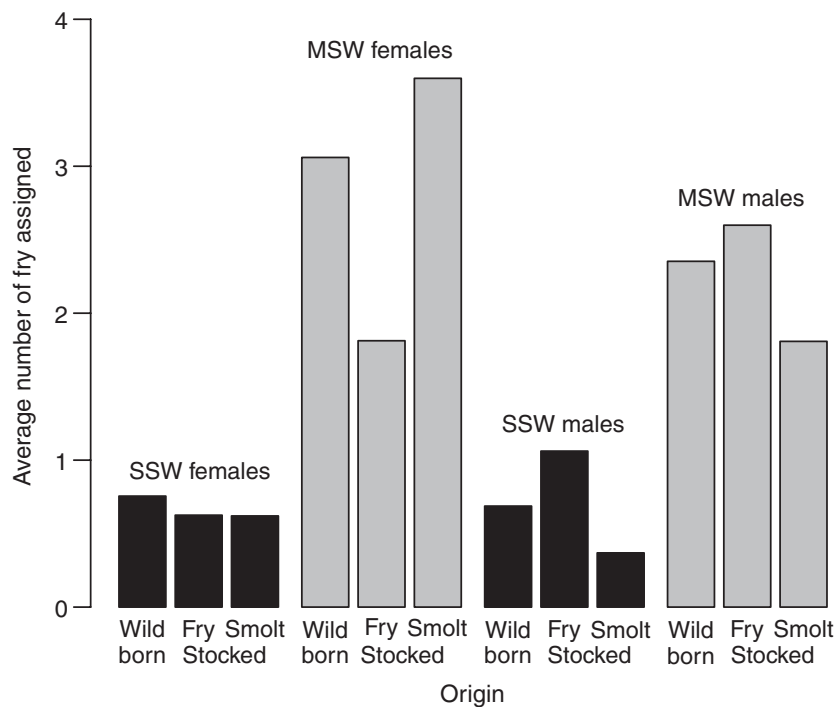 Average number of fry assigned
4
3
2
1
0
SSW females
MSW females
SSW males
MSW males
Wild born
Fry Smolt
Stocked
Wild born
Fry Smolt
Stocked
Wild born
Fry Smolt
Stocked
Wild born
Fry Smolt
Stocked
Origin